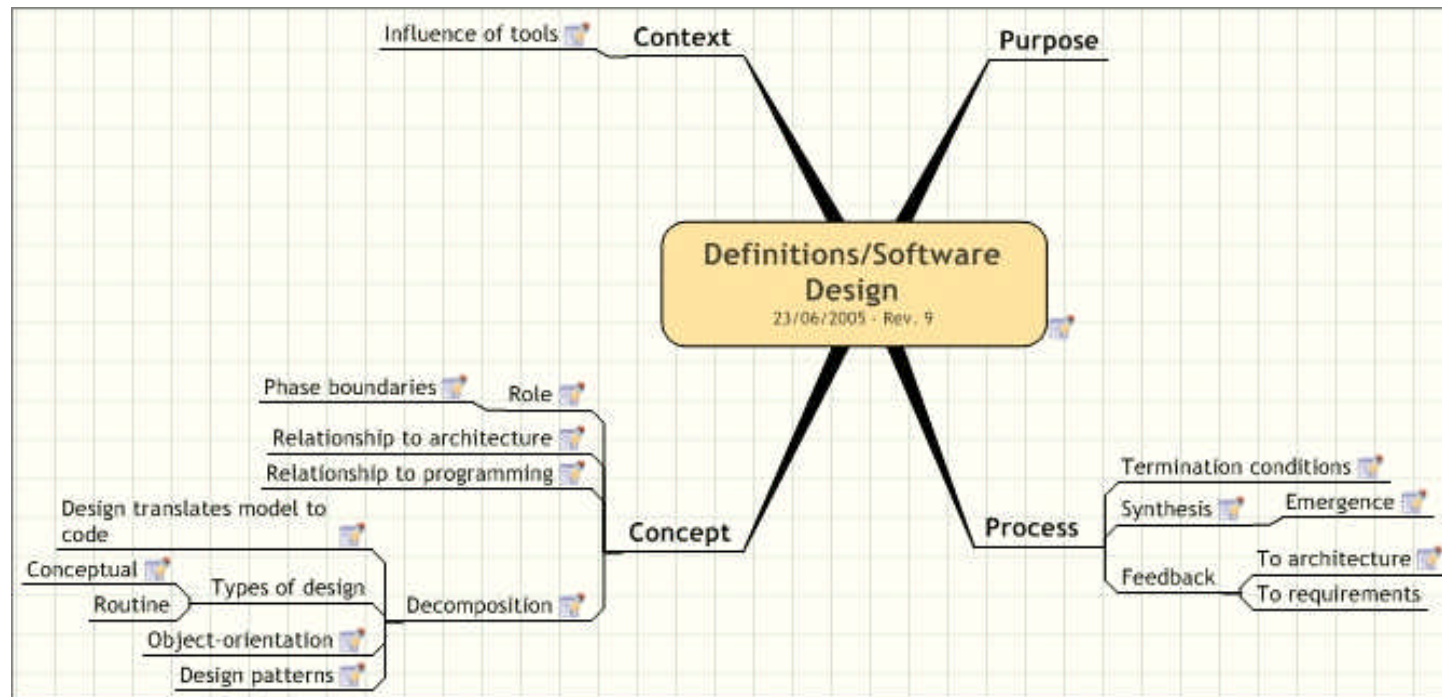 Influence of tools
Context
Purpose
Definitions/Software
Design
23/06/2005 - Rev. 9
Phase boundaries
Role
Relationship to architecture
Relationship to programming
Design translates model to
code
Conceptual
Types of design
Routine
Decomposition
Object-orientation
Design patterns
Concept
Process
Termination conditions
Synthesis
Emergence
Feedback
To architecture
To requirements